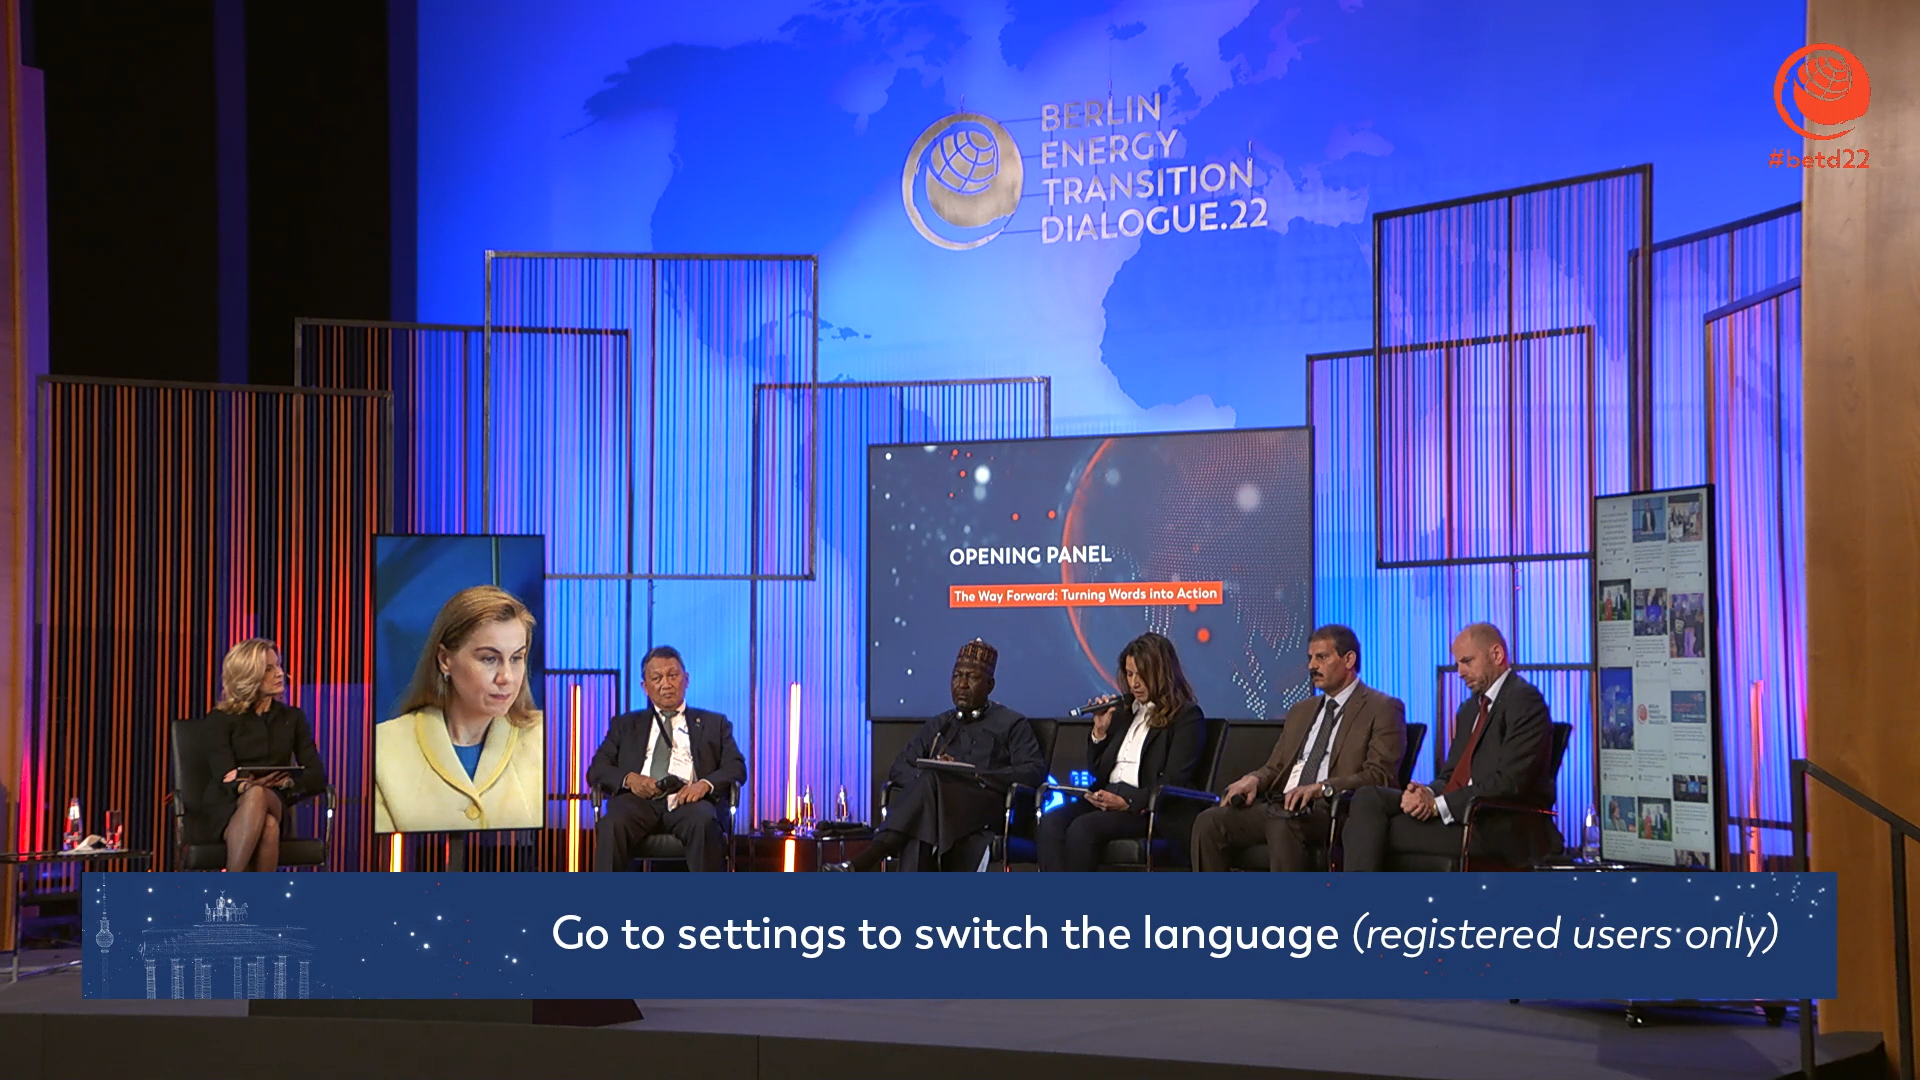 BERLIN
ENERGY
TRANSITION
DIALOGUE.22
#betd22
OPENING PANEL
The Way Forward: Turning Words into Action
Go to settings to switch the language (registered users only)